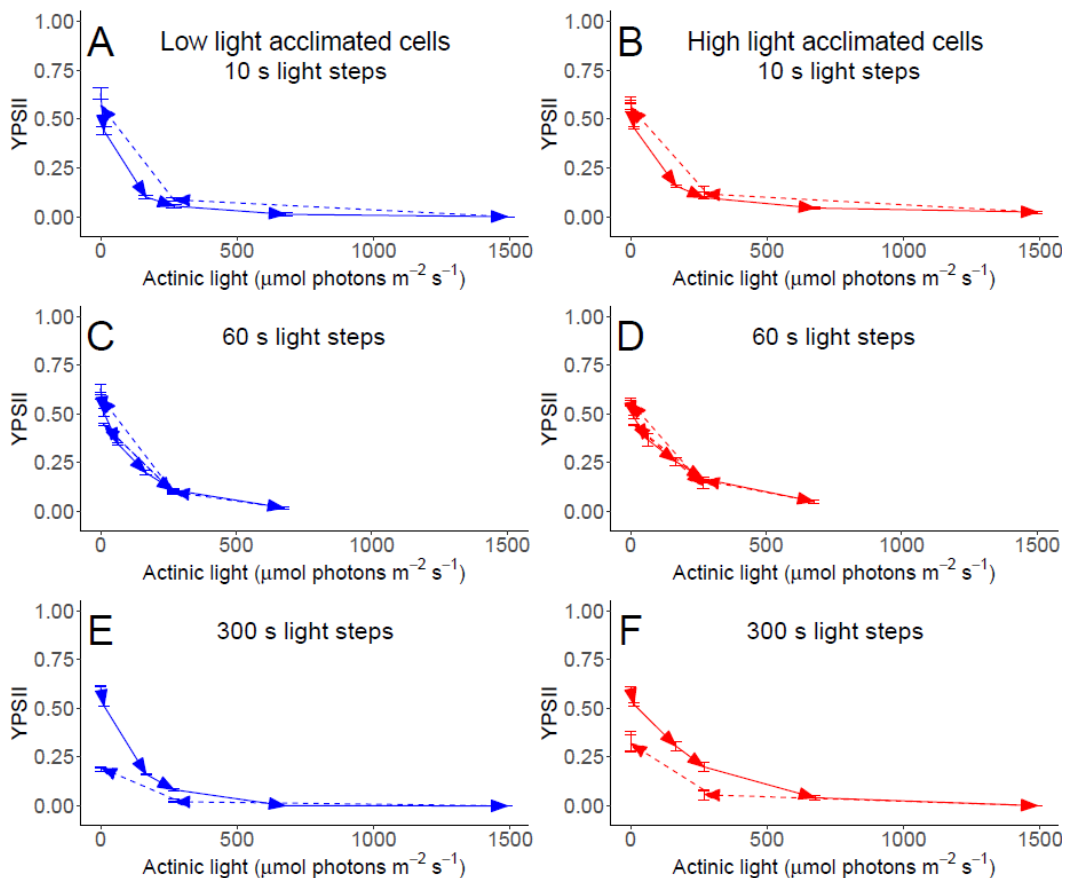 A
Low light acclimated cells
10 s light steps
1.00
0.75
0.50
0.25
0.00
YPSII
0 500 1000 1500
Actinic light (μmol photons m⁻² s⁻¹)
B
High light acclimated cells
10 s light steps
1.00
0.75
0.50
0.25
0.00
YPSII
0 500 1000 1500
Actinic light (μmol photons m⁻² s⁻¹)
C
60 s light steps
1.00
0.75
0.50
0.25
0.00
YPSII
0 500 1000 1500
Actinic light (μmol photons m⁻² s⁻¹)
D
60 s light steps
1.00
0.75
0.50
0.25
0.00
YPSII
0 500 1000 1500
Actinic light (μmol photons m⁻² s⁻¹)
E
300 s light steps
1.00
0.75
0.50
0.25
0.00
YPSII
0 500 1000 1500
Actinic light (μmol photons m⁻² s⁻¹)
F
300 s light steps
1.00
0.75
0.50
0.25
0.00
YPSII
0 500 1000 1500
Actinic light (μmol photons m⁻² s⁻¹)